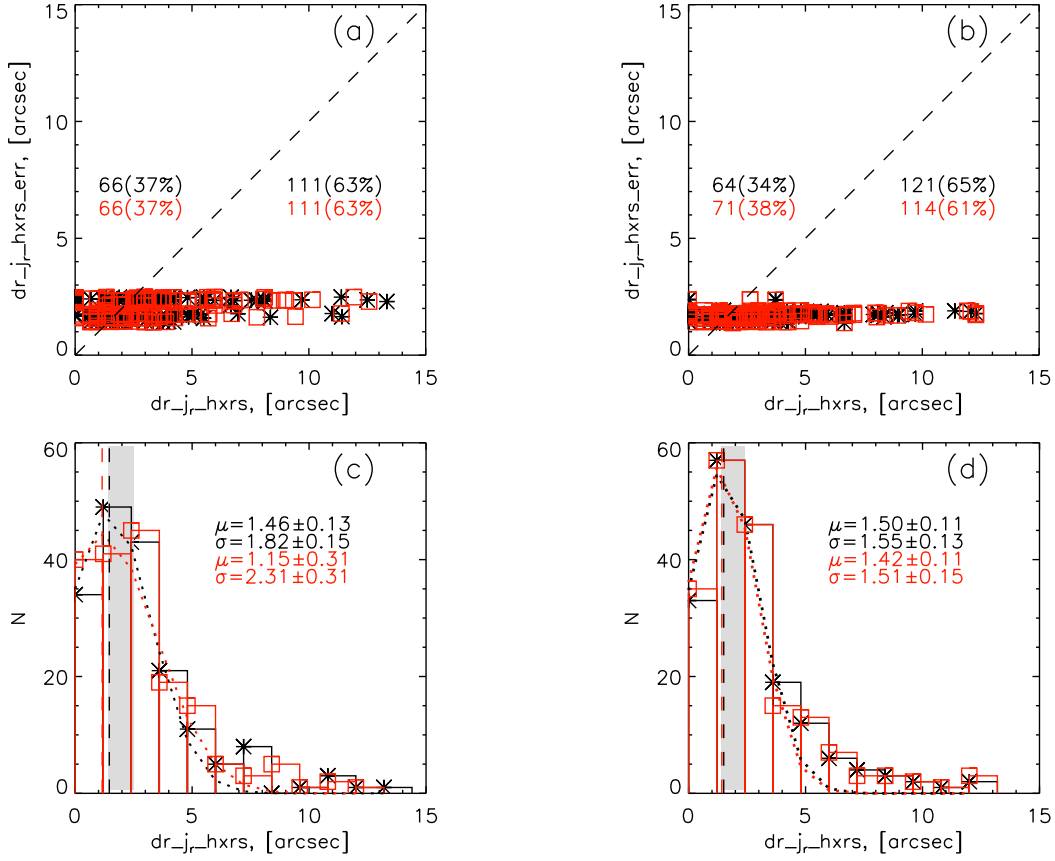 (a)
15
10
5
0
dr_j_r_hxrs_err, [arcsec]
66(37%)
111(63%)
66(37%)
111(63%)
0
5
10
15
dr_j_r_hxrs, [arcsec]
(b)
15
10
5
0
dr_j_r_hxrs_err, [arcsec]
64(34%)
121(65%)
71(38%)
114(61%)
0
5
10
15
dr_j_r_hxrs, [arcsec]
(c)
60
40
20
0
N
μ=1.46±0.13
σ=1.82±0.15
μ=1.15±0.31
σ=2.31±0.31
0
5
10
15
dr_j_r_hxrs, [arcsec]
(d)
60
40
20
0
N
μ=1.50±0.11
σ=1.55±0.13
μ=1.42±0.11
σ=1.51±0.15
0
5
10
15
dr_j_r_hxrs, [arcsec]